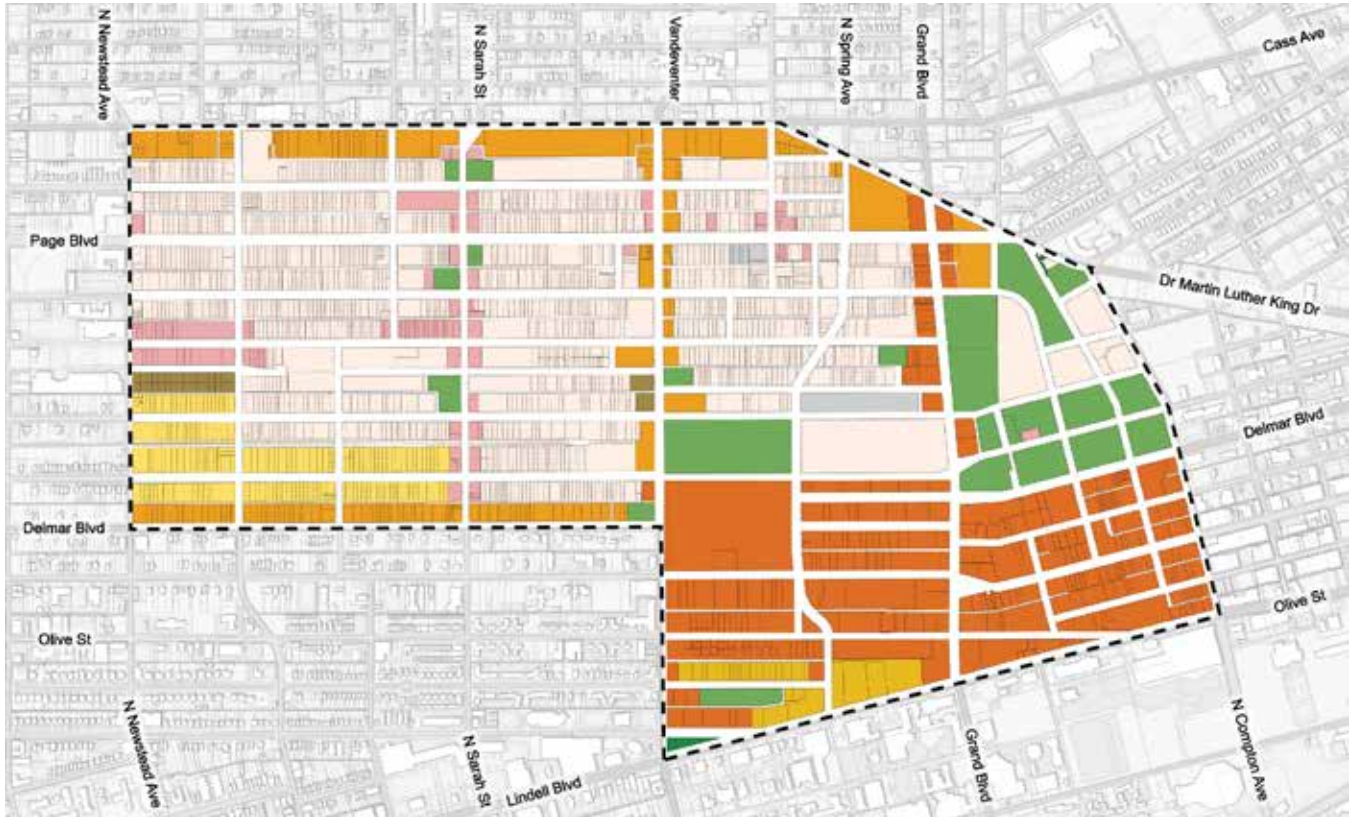 N Newstead Ave
N Sarah St
Vandeventer
N Spring Ave
Grand Blvd
Cass Ave
Page Blvd
Dr Martin Luther King Dr
Delmar Blvd
Delmar Blvd
Olive St
Olive St
N Newstead Ave
N Sarah St
Lindell Blvd
Grand Blvd
N Compton Ave